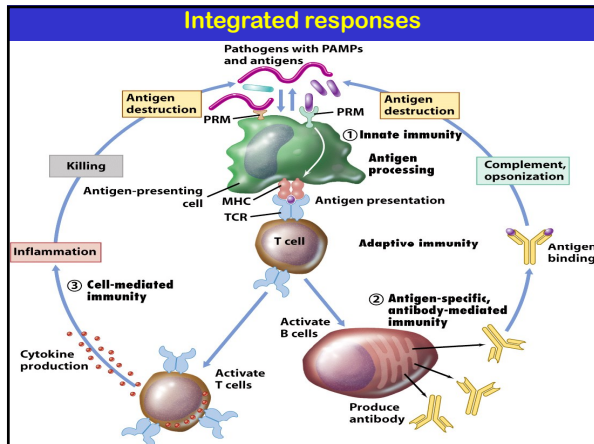 Integrated responses
Pathogens with PAMPs
and antigens
Antigen
destruction
Antigen
destruction
PRM
PRM
① Innate immunity
Killing
Antigen
processing
Complement,
opsonization
Antigen-presenting
cell
MHC
Antigen presentation
TCR
T cell
Adaptive immunity
Inflammation
Antigen
binding
③ Cell-mediated
immunity
② Antigen-specific,
antibody-mediated
immunity
Activate
B cells
Cytokine
production
Activate
T cells
Produce
antibody